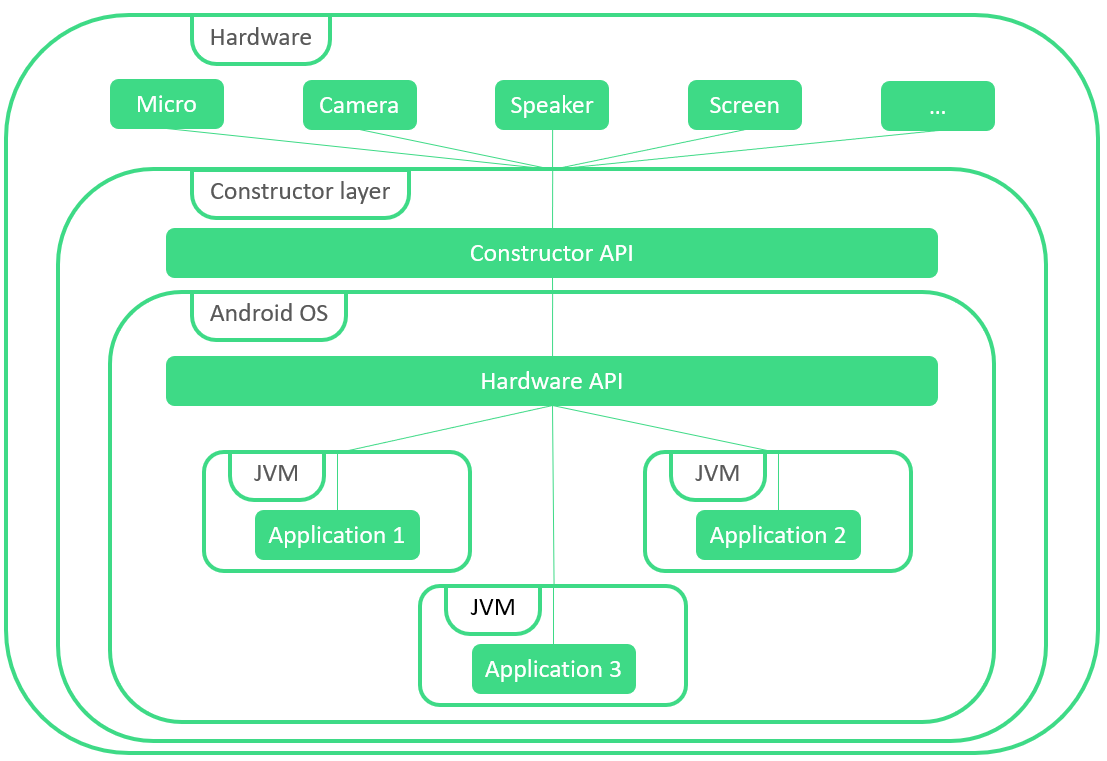 Hardware
Micro
Camera
Speaker
Screen
...
Constructor layer
Constructor API
Android OS
Hardware API
JVM
Application 1
JVM
Application 2
JVM
Application 3